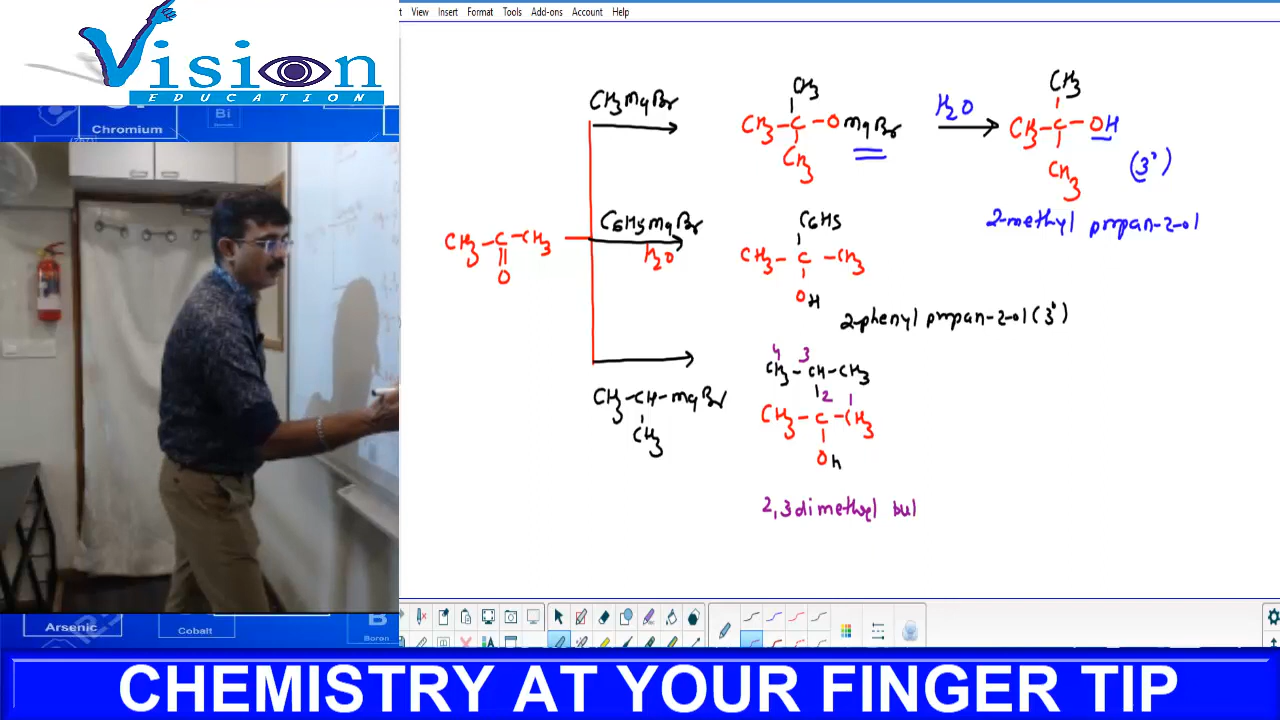 View Insert Format Tools Add-ons Account Help
Vision
EDUCATION
Chromium
Bi
CH3MgBr
CH3
CH3-C-OMgBr
CH3
H2O
CH3
CH3-C-OH
CH3
(3°)
2-methyl propan-2-ol
CH3-C-CH3
O
C6H5MgBr
H2O
C6H5
CH3-C-CH3
OH
2-phenyl propan-2-ol (3°)
CH3-CH-MgBr
CH3
4 3
CH3-CH-CH3
2 1
CH3-C-CH3
OH
2,3dimethyl but
Arsenic
Cobalt
B
Boron
CHEMISTRY AT YOUR FINGER TIP